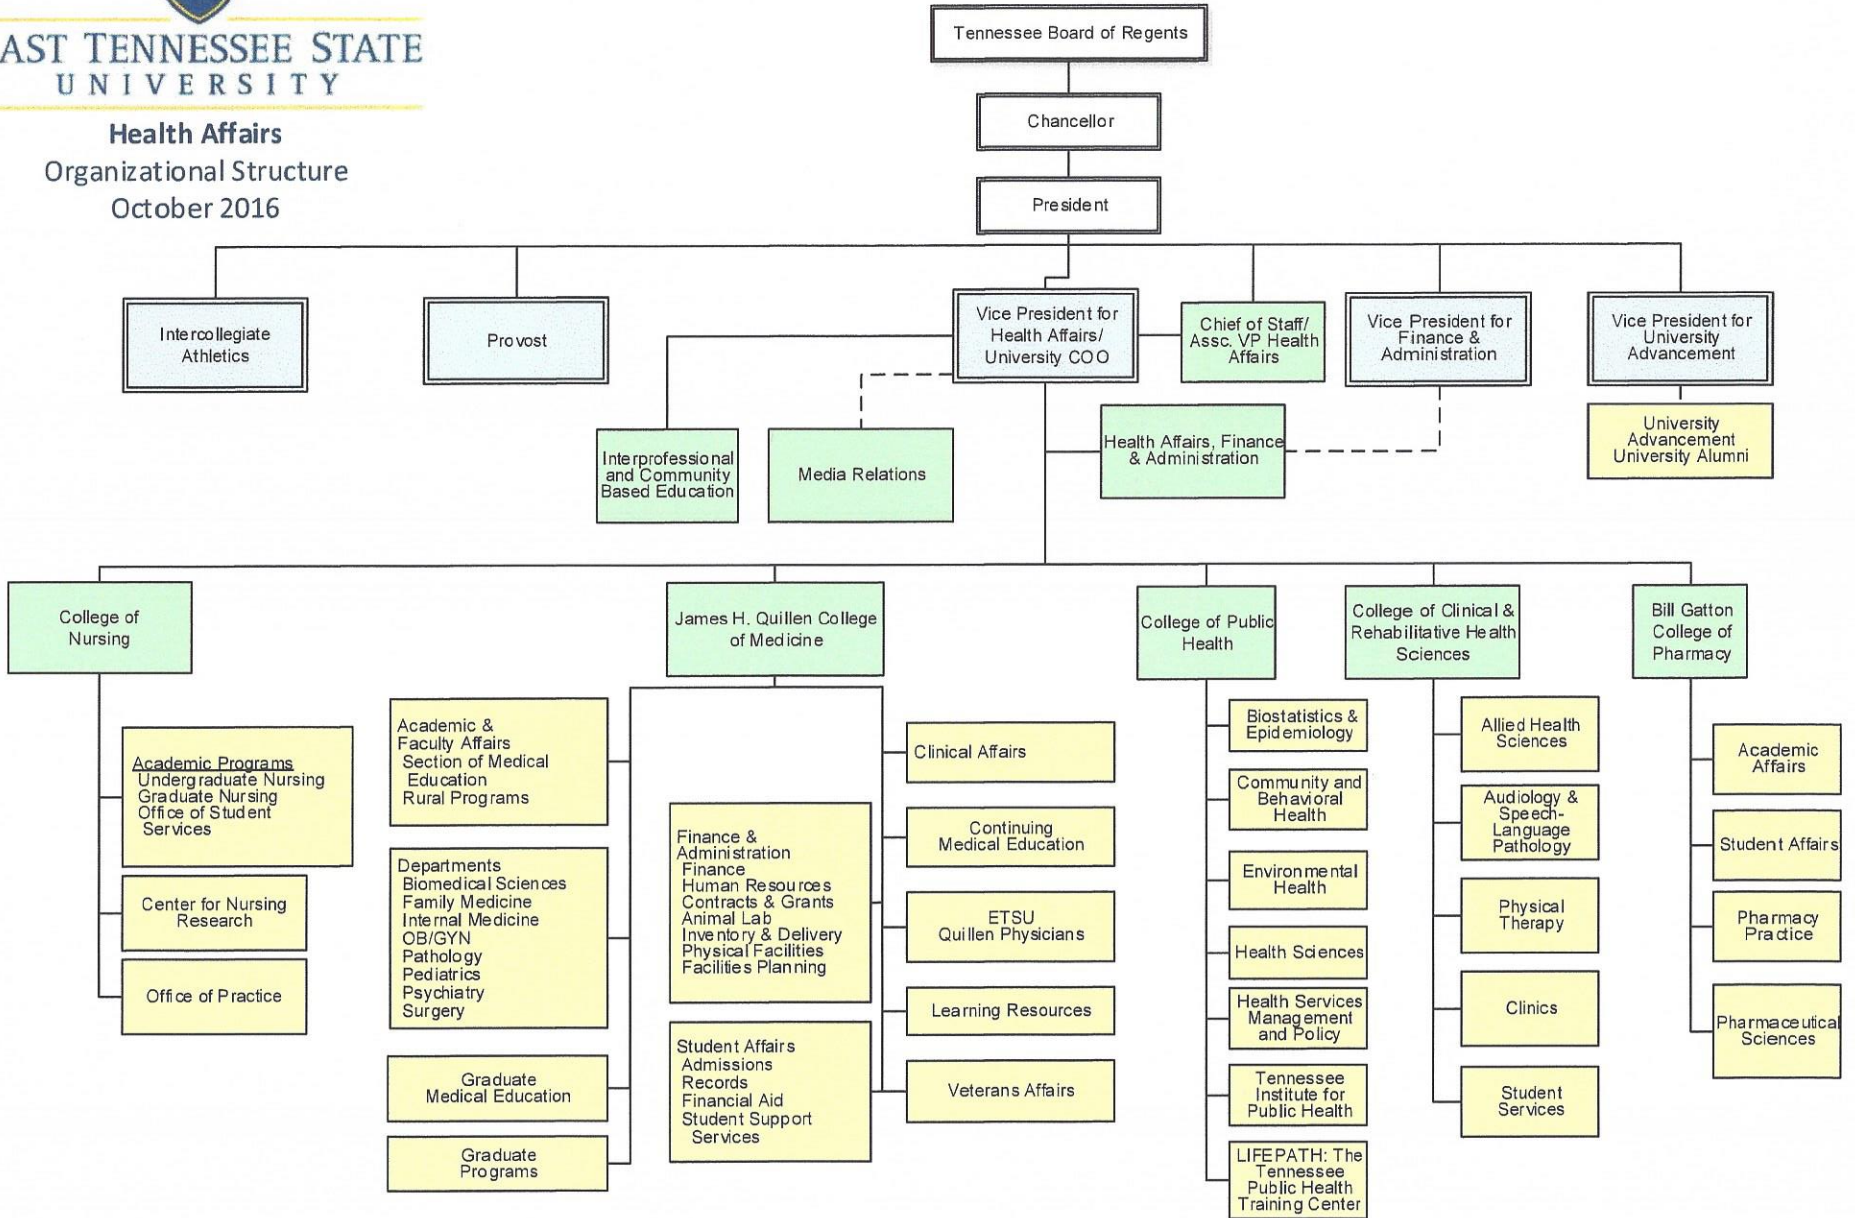 AST TENNESSEE STATE
UNIVERSITY
Health Affairs
Organizational Structure
October 2016
Tennessee Board of Regents
Chancellor
President
Intercollegiate
Athletics
Provost
Vice President for
Health Affairs/
University COO
Chief of Staff/
Assc. VP Health
Affairs
Vice President for
Finance &
Administration
Vice President for
University
Advancement
Interprofessional
and Community
Based Education
Media Relations
Health Affairs, Finance
& Administration
University
Advancement
University Alumni
College of
Nursing
James H. Quillen College
of Medicine
College of Public
Health
College of Clinical &
Rehabilitative Health
Sciences
Bill Gatton
College of
Pharmacy
Academic Programs
Undergraduate Nursing
Graduate Nursing
Office of Student
Services
Center for Nursing
Research
Office of Practice
Academic &
Faculty Affairs
Section of Medical
Education
Rural Programs
Departments
Biomedical Sciences
Family Medicine
Internal Medicine
OB/GYN
Pathology
Pediatrics
Psychiatry
Surgery
Graduate
Medical Education
Graduate
Programs
Finance &
Administration
Finance
Human Resources
Contracts & Grants
Animal Lab
Inventory & Delivery
Physical Facilities
Facilities Planning
Student Affairs
Admissions
Records
Financial Aid
Student Support
Services
Clinical Affairs
Continuing
Medical Education
ETSU
Quillen Physicians
Learning Resources
Veterans Affairs
Biostatistics &
Epidemiology
Community and
Behavioral
Health
Environmental
Health
Health Sciences
Health Services
Management
and Policy
Tennessee
Institute for
Public Health
LIFEPATH: The
Tennessee
Public Health
Training Center
Allied Health
Sciences
Audiology &
Speech-
Language
Pathology
Physical
Therapy
Clinics
Student
Services
Academic
Affairs
Student Affairs
Pharmacy
Practice
Pharmaceutical
Sciences